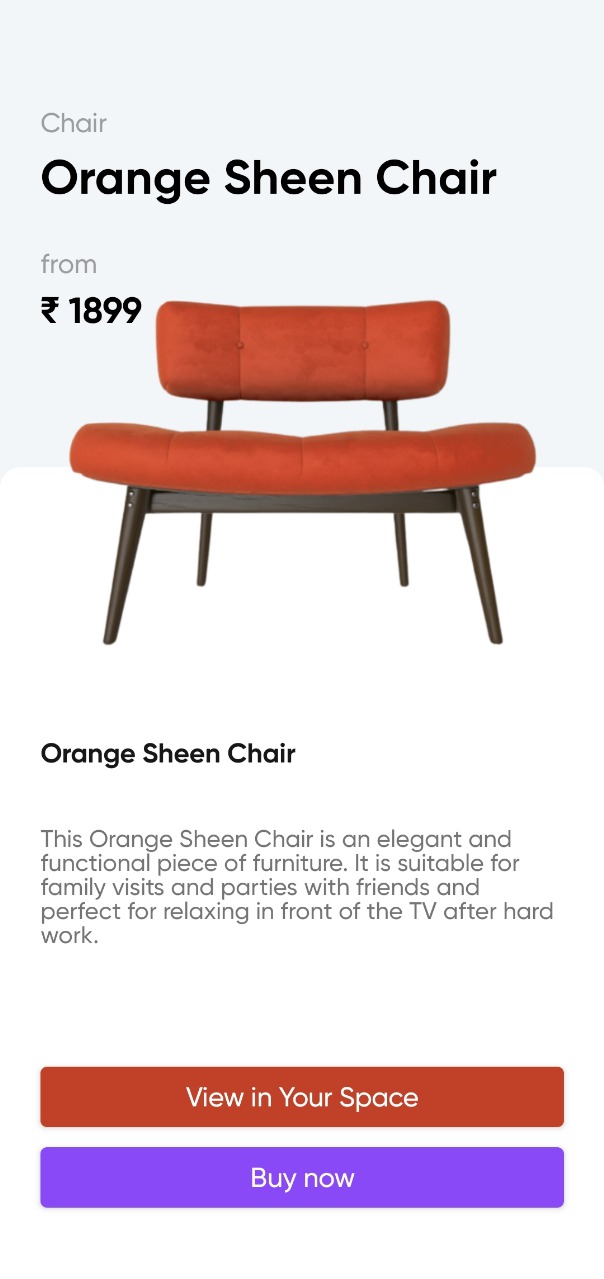 Chair
Orange Sheen Chair
from
₹ 1899
Orange Sheen Chair
This Orange Sheen Chair is an elegant and
functional piece of furniture. It is suitable for
family visits and parties with friends and
perfect for relaxing in front of the TV after hard
work.
View in Your Space
Buy now